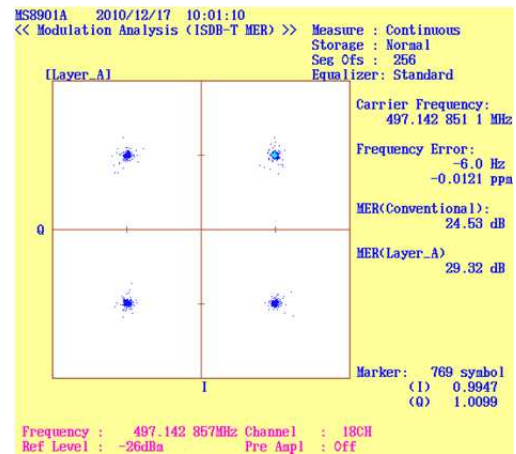 MS8901A 2010/12/17 10:01:10
<< Modulation Analysis (ISDB-T MER) >> Measure : Continuous
Storage : Normal
Seg Ofs : 256
[Layer_A] Equalizer: Standard
Carrier Frequency:
497.142 851 1 MHz
Frequency Error:
-6.0 Hz
-0.0121 ppm
MER(Conventional):
24.53 dB
Q
MER(Layer_A)
29.32 dB
Marker: 769 symbol
(I) 0.9947
I
(Q) 1.0099
Frequency : 497.142 857MHz Channel : 18CH
Ref Level : -26dBm Pre Ampl : Off